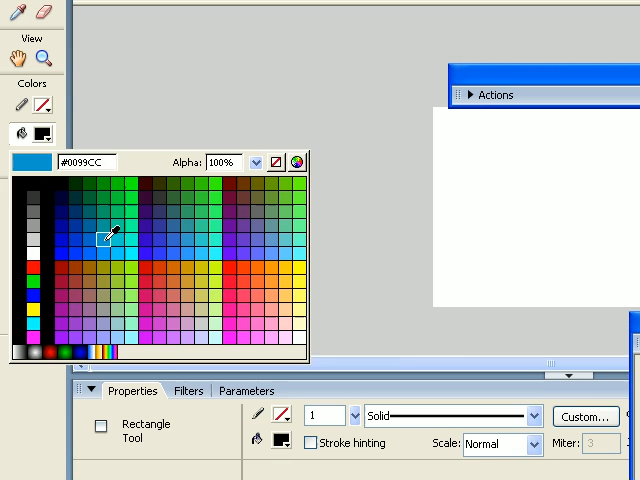 View
Colors
Actions
#0099CC
Alpha: 100%
Properties
Filters
Parameters
Rectangle
Tool
1
Solid
Custom...
Stroke hinting
Scale: Normal
Miter: 3